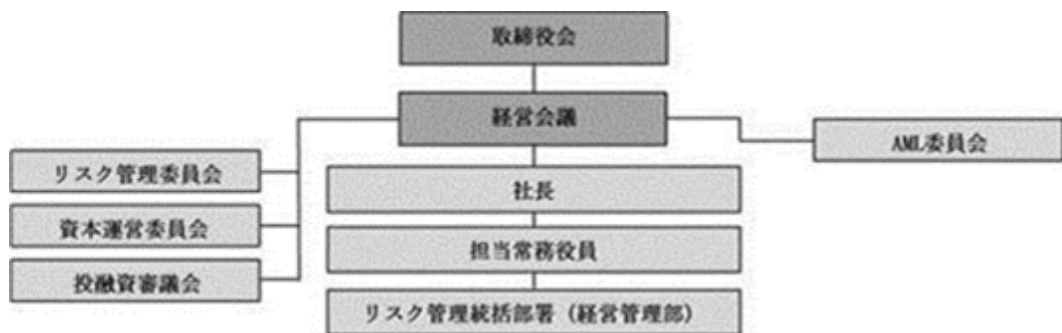 取締役会
経営会議
AML委員会
リスク管理委員会
社長
資本運営委員会
担当常務役員
投融資審議会
リスク管理統括部署（経営管理部）